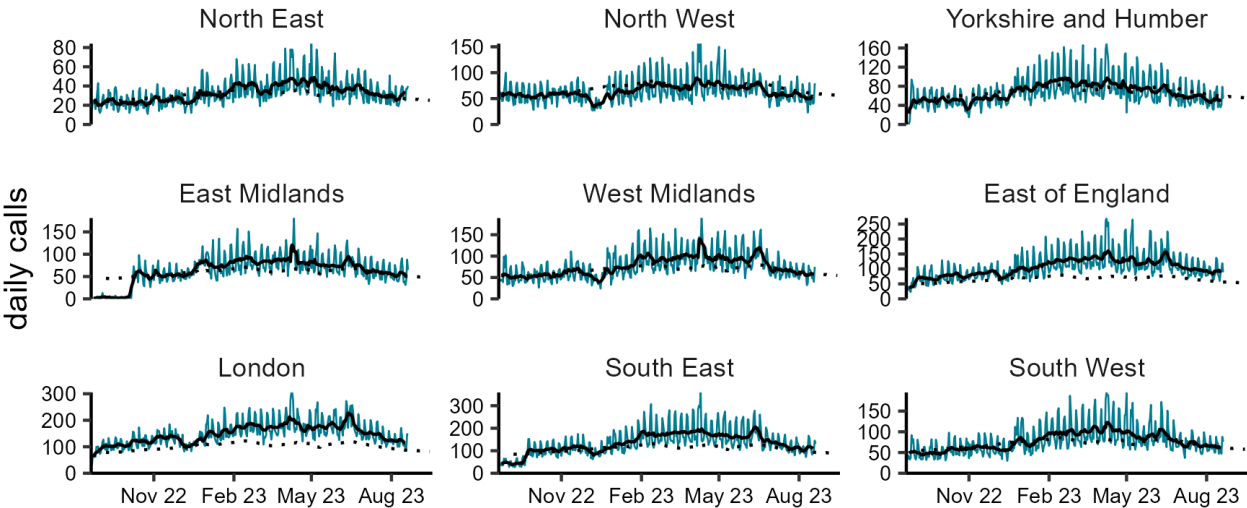 North East North West Yorkshire and Humber
80 150 160
60 100 120
40 50 80
20 0 40
0 0
East Midlands West Midlands East of England
150 150 250
100 100 200
50 50 150
0 0 100
50
0
daily calls
London South East South West
300 300 150
200 200 100
100 100 50
0 0 0
Nov 22 Feb 23 May 23 Aug 23 Nov 22 Feb 23 May 23 Aug 23 Nov 22 Feb 23 May 23 Aug 23